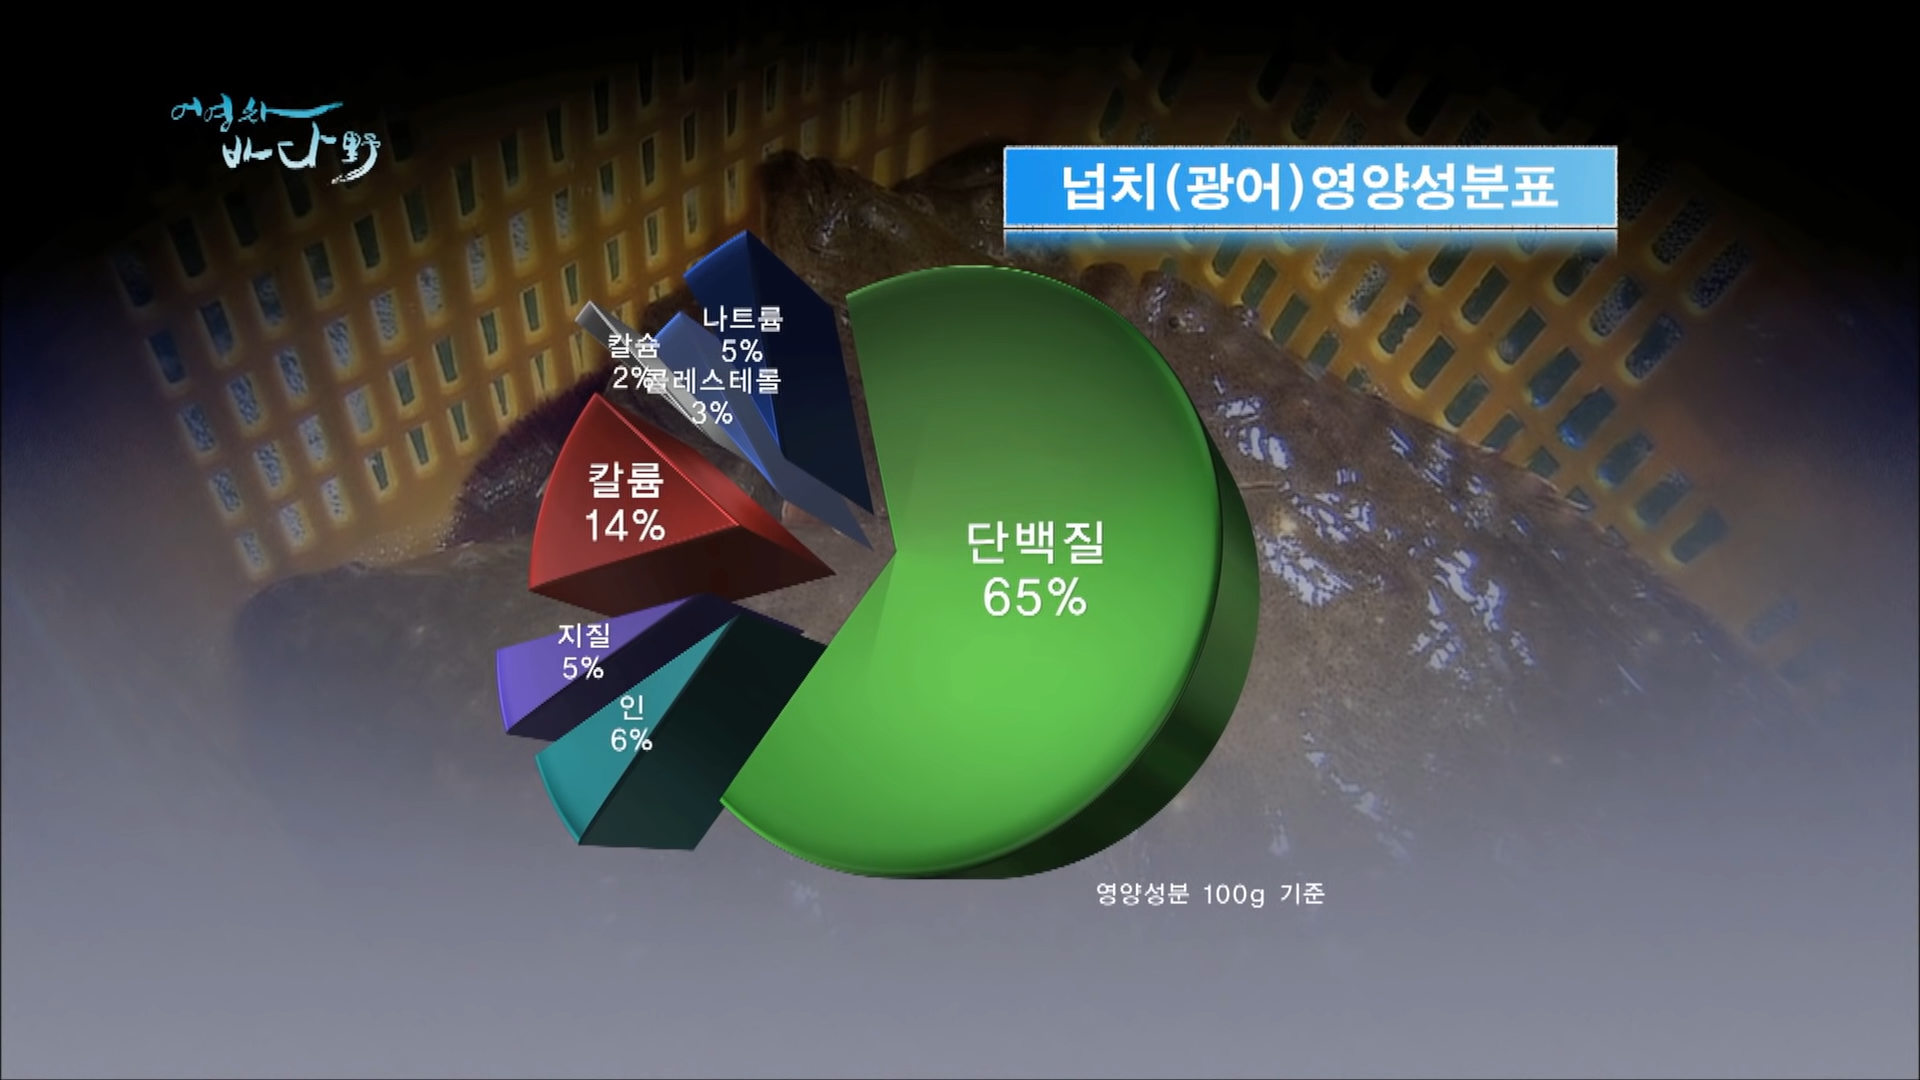 어영차
바다野
넙치(광어)영양성분표
나트륨
5%
칼슘
2%
콜레스테롤
3%
칼륨
14%
단백질
65%
지질
5%
인
6%
영양성분 100g 기준